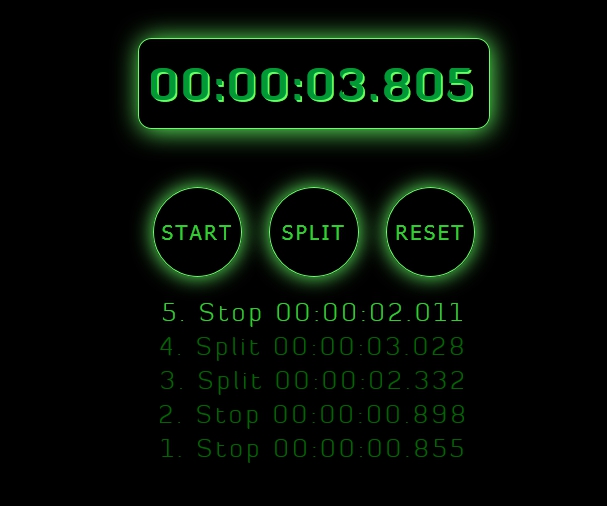 00:00:03.805
START SPLIT RESET
5. Stop 00:00:02.011
4. Split 00:00:03.028
3. Split 00:00:02.332
2. Stop 00:00:00.898
1. Stop 00:00:00.855